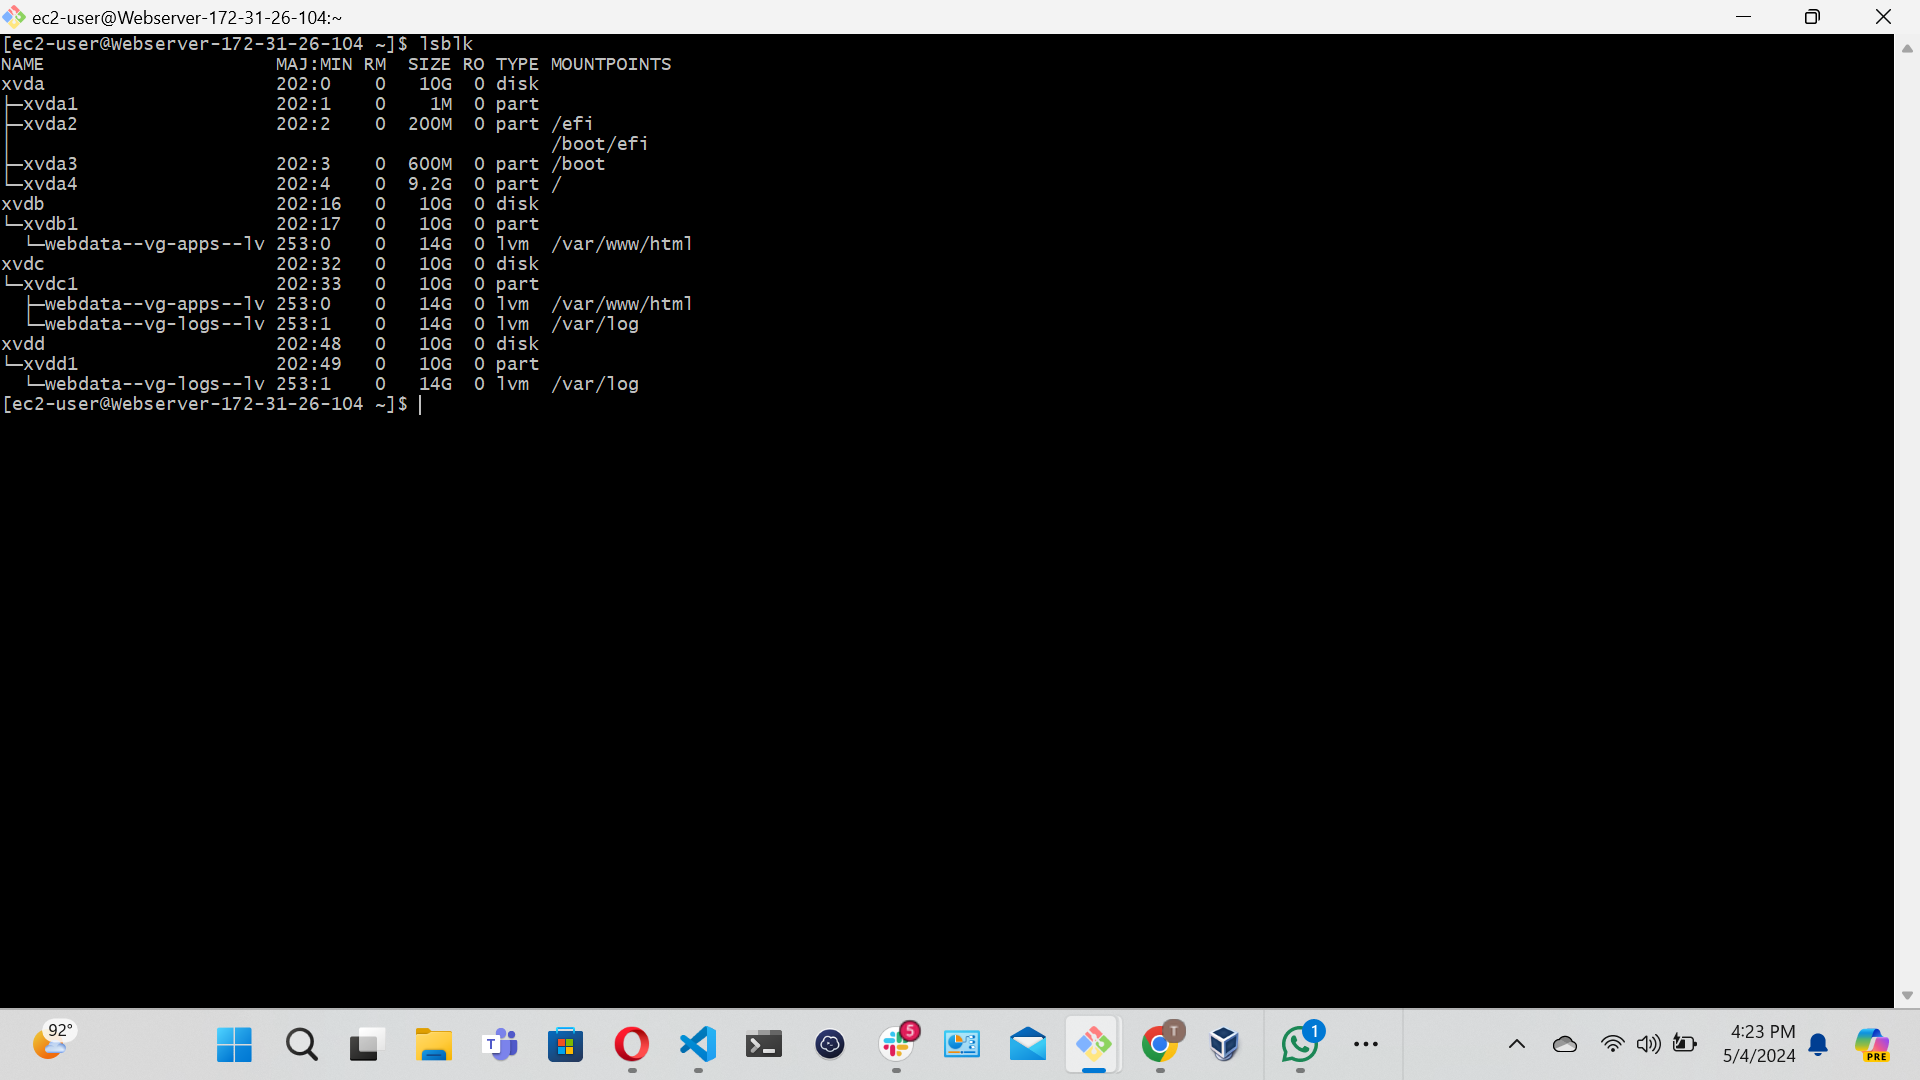 ec2-user@Webserver-172-31-26-104:~
[ec2-user@Webserver-172-31-26-104 ~]$ lsblk
NAME                     MAJ:MIN RM  SIZE RO TYPE MOUNTPOINTS
xvda                     202:0    0   10G  0 disk
├─xvda1                  202:1    0    1M  0 part
├─xvda2                  202:2    0  200M  0 part /efi
│                                                 /boot/efi
├─xvda3                  202:3    0  600M  0 part /boot
└─xvda4                  202:4    0  9.2G  0 part /
xvdb                     202:16   0   10G  0 disk
└─xvdb1                  202:17   0   10G  0 part
  └─webdata--vg-apps--lv 253:0    0   14G  0 lvm  /var/www/html
xvdc                     202:32   0   10G  0 disk
└─xvdc1                  202:33   0   10G  0 part
  ├─webdata--vg-apps--lv 253:0    0   14G  0 lvm  /var/www/html
  └─webdata--vg-logs--lv 253:1    0   14G  0 lvm  /var/log
xvdd                     202:48   0   10G  0 disk
└─xvdd1                  202:49   0   10G  0 part
  └─webdata--vg-logs--lv 253:1    0   14G  0 lvm  /var/log
[ec2-user@Webserver-172-31-26-104 ~]$
92°
T
5
T
1
4:23 PM
5/4/2024
PRE